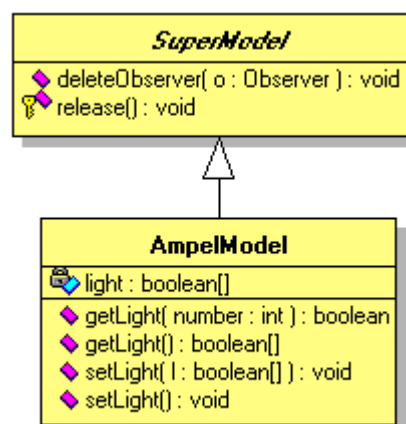 SuperModel
deleteObserver( o : Observer ) : void
release() : void
AmpelModel
light : boolean[]
getLight( number : int ) : boolean
getLight() : boolean[]
setLight( l : boolean[] ) : void
setLight() : void